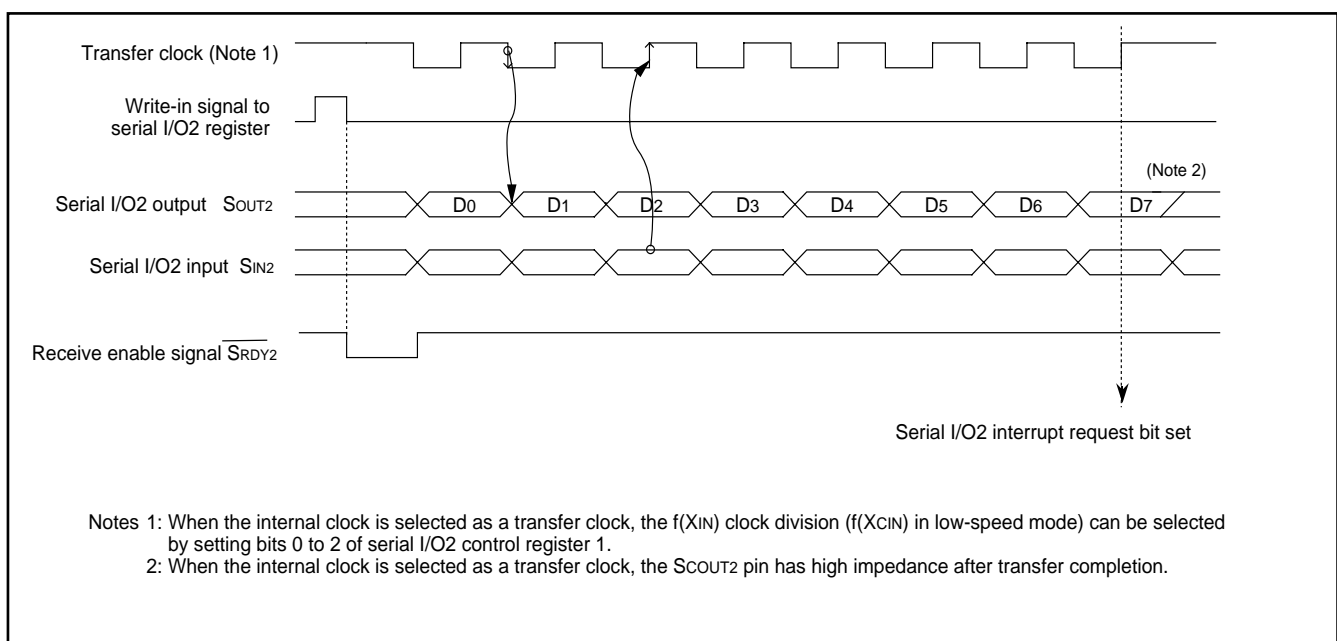 Transfer clock (Note 1)
Write-in signal to
serial I/O2 register
(Note 2)
Serial I/O2 output SOUT2
D0 D1 D2 D3 D4 D5 D6 D7
Serial I/O2 input SIN2
Receive enable signal SRDY2
Serial I/O2 interrupt request bit set
Notes 1: When the internal clock is selected as a transfer clock, the f(XIN) clock division (f(XCIN) in low-speed mode) can be selected
by setting bits 0 to 2 of serial I/O2 control register 1.
2: When the internal clock is selected as a transfer clock, the SCOUT2 pin has high impedance after transfer completion.